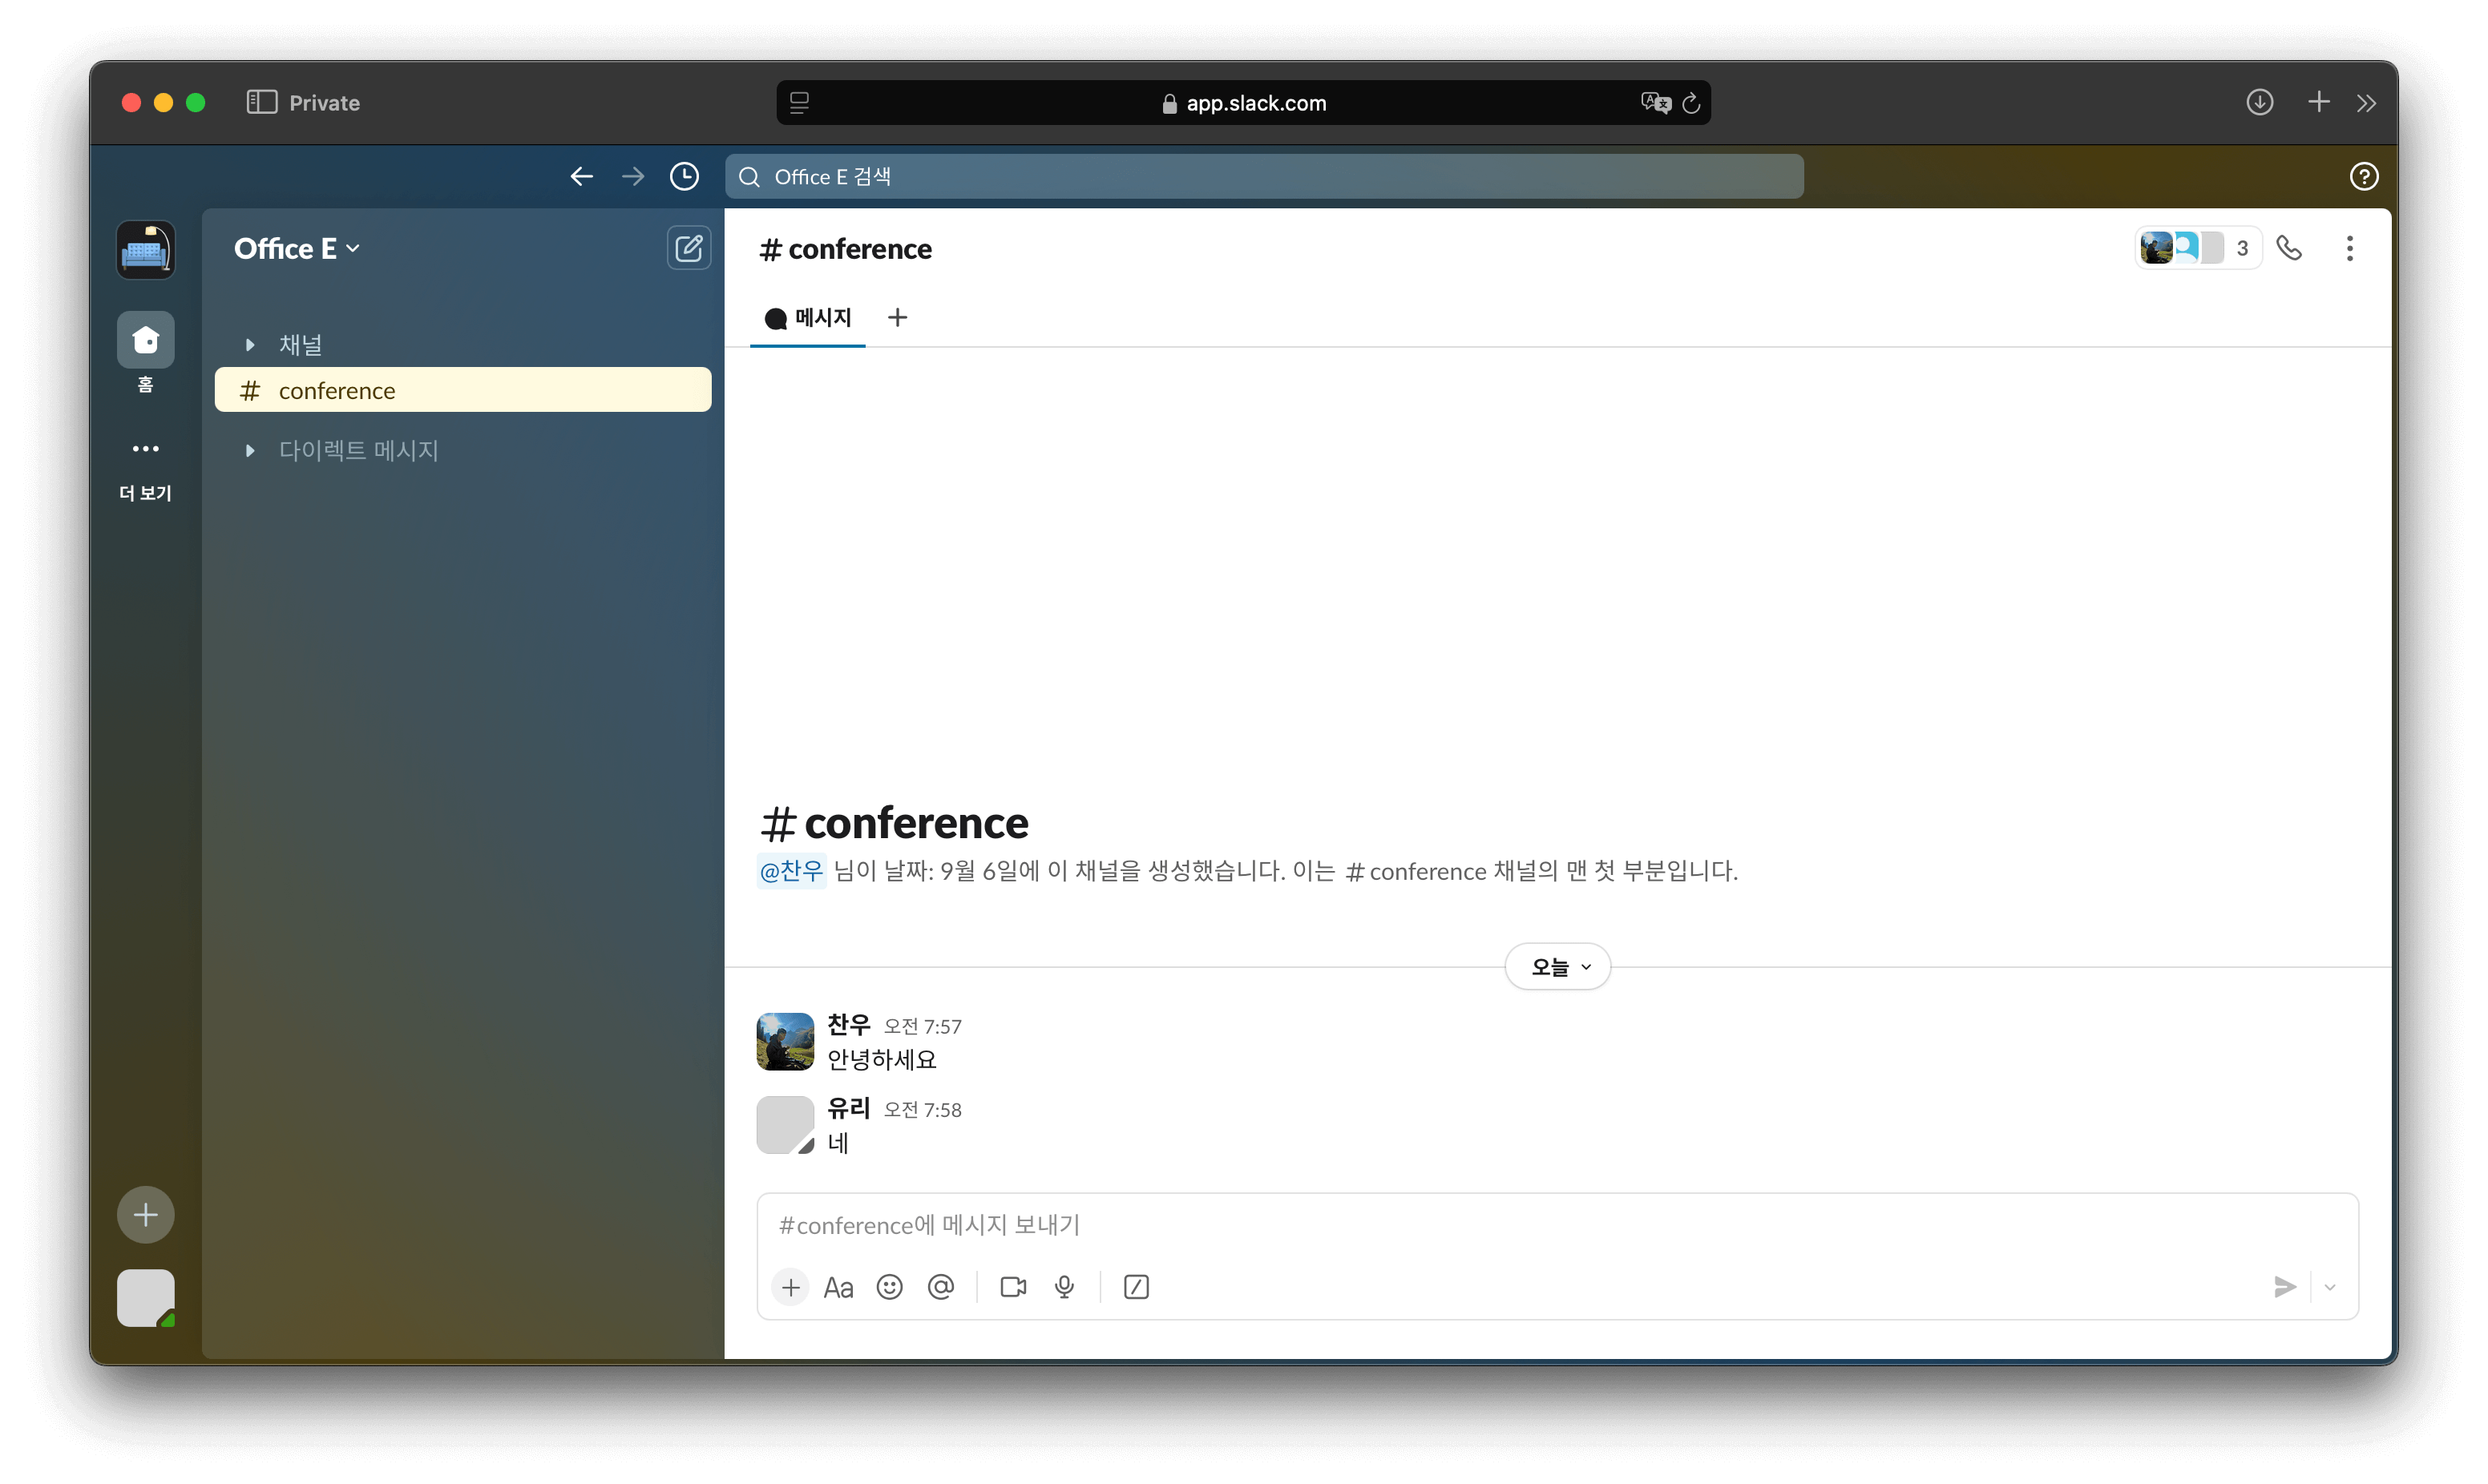 Private
app.slack.com
Office E 검색
Office E
# conference
3
메시지
홈
채널
# conference
다이렉트 메시지
더 보기
# conference
@찬우 님이 날짜: 9월 6일에 이 채널을 생성했습니다. 이는 # conference 채널의 맨 첫 부분입니다.
오늘
찬우 오전 7:57
안녕하세요
유리 오전 7:58
네
#conference에 메시지 보내기
Aa